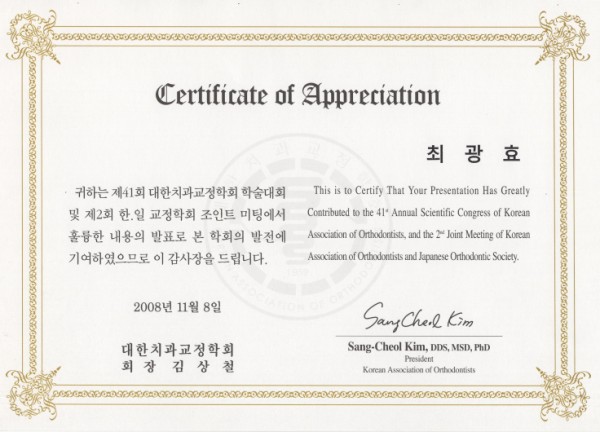 Certificate of Appreciation
최 광 효
귀하는 제41회 대한치과교정학회 학술대회
및 제2회 한.일 교정학회 조인트 미팅에서
훌륭한 내용의 발표로 본 학회의 발전에
기여하였으므로 이 감사장을 드립니다.
2008년 11월 8일
대한치과교정학회
회 장 김 상 철
This is to Certify That Your Presentation Has Greatly
Contributed to the 41st Annual Scientific Congress of Korean
Association of Orthodontists, and the 2nd Joint Meeting of Korean
Association of Orthodontists and Japanese Orthodontic Society.
SangCheol Kim
Sang-Cheol Kim, DDS, MSD, PhD
President
Korean Association of Orthodontists